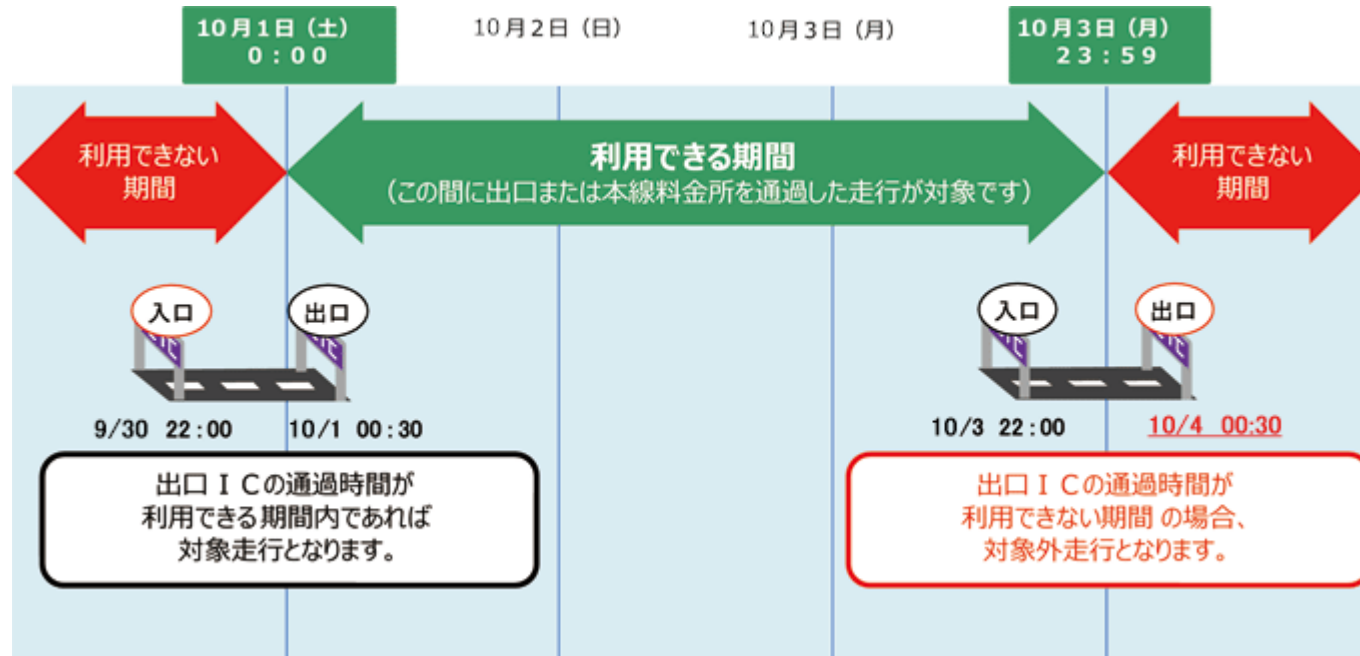 10月1日（土）
0：00
10月2日（日）
10月3日（月）
10月3日（月）
23：59
利用できない
期間
利用できる期間
（この間に出口または本線料金所を通過した走行が対象です）
利用できない
期間
入口
出口
9/30 22:00
10/1 00:30
出口ＩＣの通過時間が
利用できる期間内であれば
対象走行となります。
入口
出口
10/3 22:00
10/4 00:30
出口ＩＣの通過時間が
利用できない期間の場合、
対象外走行となります。